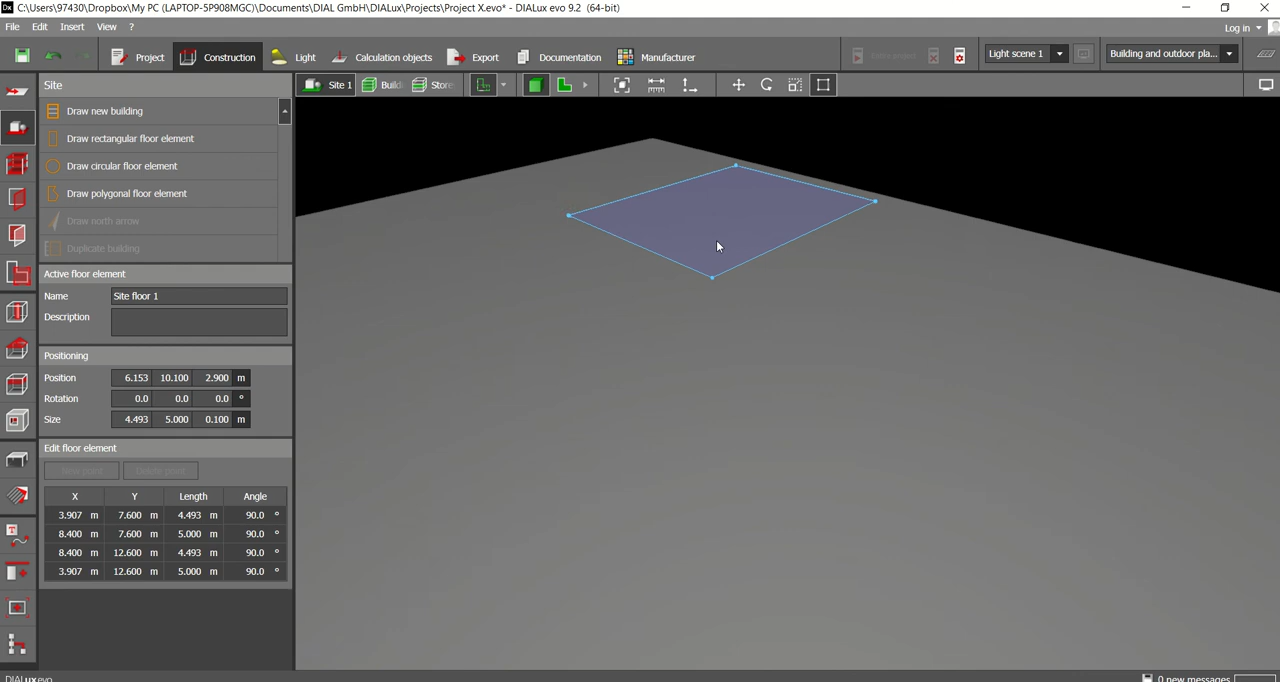 C:\Users\97430\Dropbox\My PC (LAPTOP-5P908MGC)\Documents\DIAL GmbH\DIALux\Projects\Project X.evo* - DIALux evo 9.2 (64-bit)
File Edit Insert View ?
Log in
Project Construction Light Calculation objects Export Documentation Manufacturer
Light scene 1 Building and outdoor pla...
Site
Site 1 Build Store
Draw new building
Draw rectangular floor element
Draw circular floor element
Draw polygonal floor element
Draw north arrow
Duplicate building
Active floor element
Name Site floor 1
Description
Positioning
Position 6.153 10.100 2.900 m
Rotation 0.0 0.0 0.0 °
Size 4.493 5.000 0.100 m
Edit floor element
New point Delete point
X Y Length Angle
3.907 m 7.600 m 4.493 m 90.0 °
8.400 m 7.600 m 5.000 m 90.0 °
8.400 m 12.600 m 4.493 m 90.0 °
3.907 m 12.600 m 5.000 m 90.0 °
DIALux evo
0 new messages